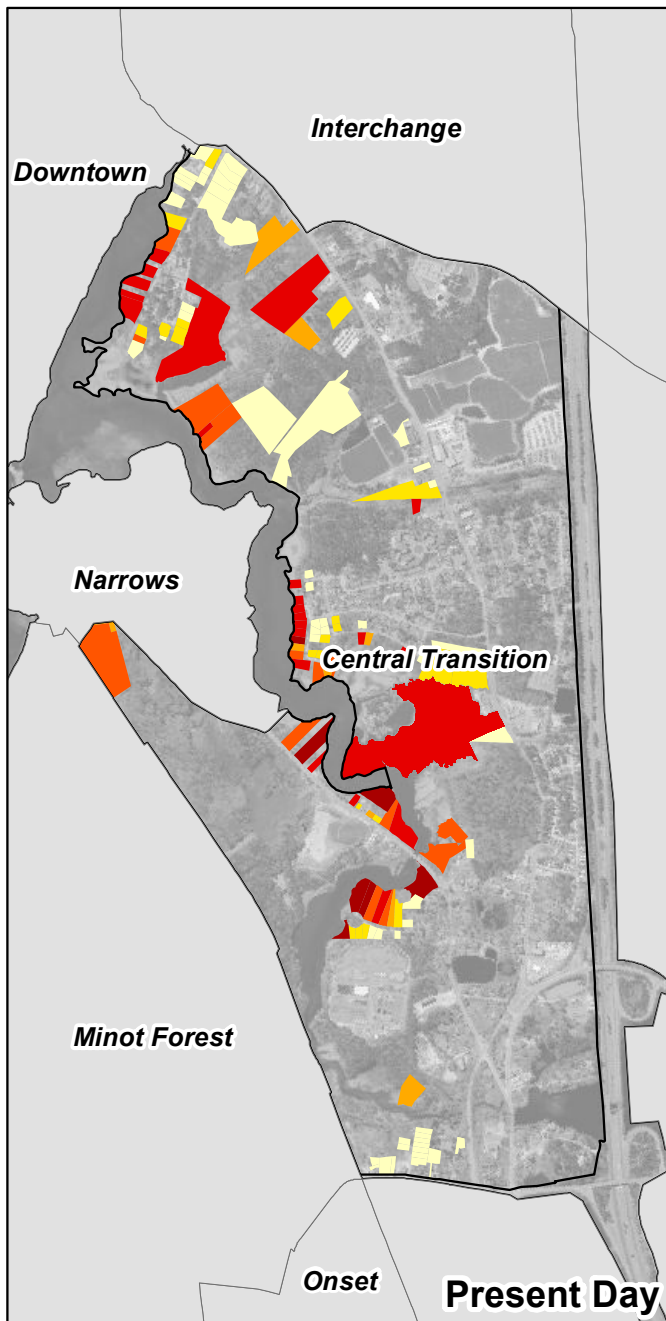 Interchange
Downtown
Narrows
Central Transition
Minot Forest
Onset
Present Day